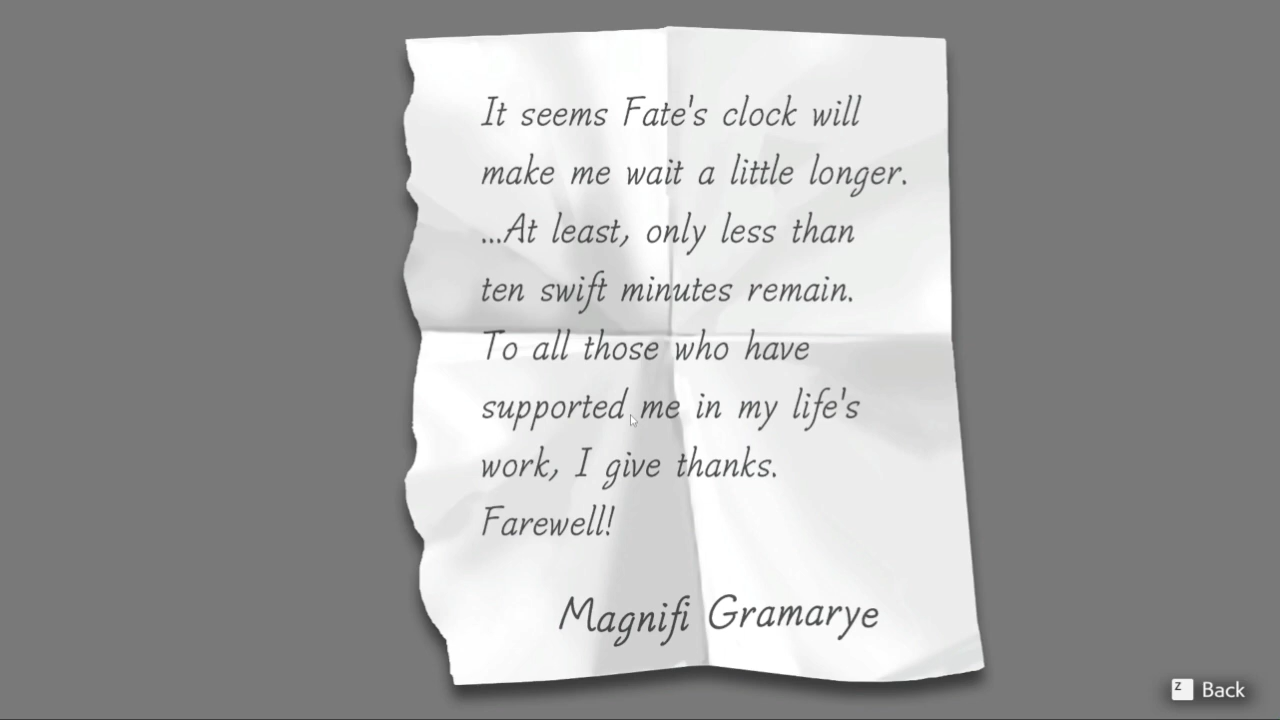 It seems Fate's clock will
make me wait a little longer.
...At least, only less than
ten swift minutes remain.
To all those who have
supported me in my life's
work, I give thanks.
Farewell!
Magnifi Gramarye
Z Back